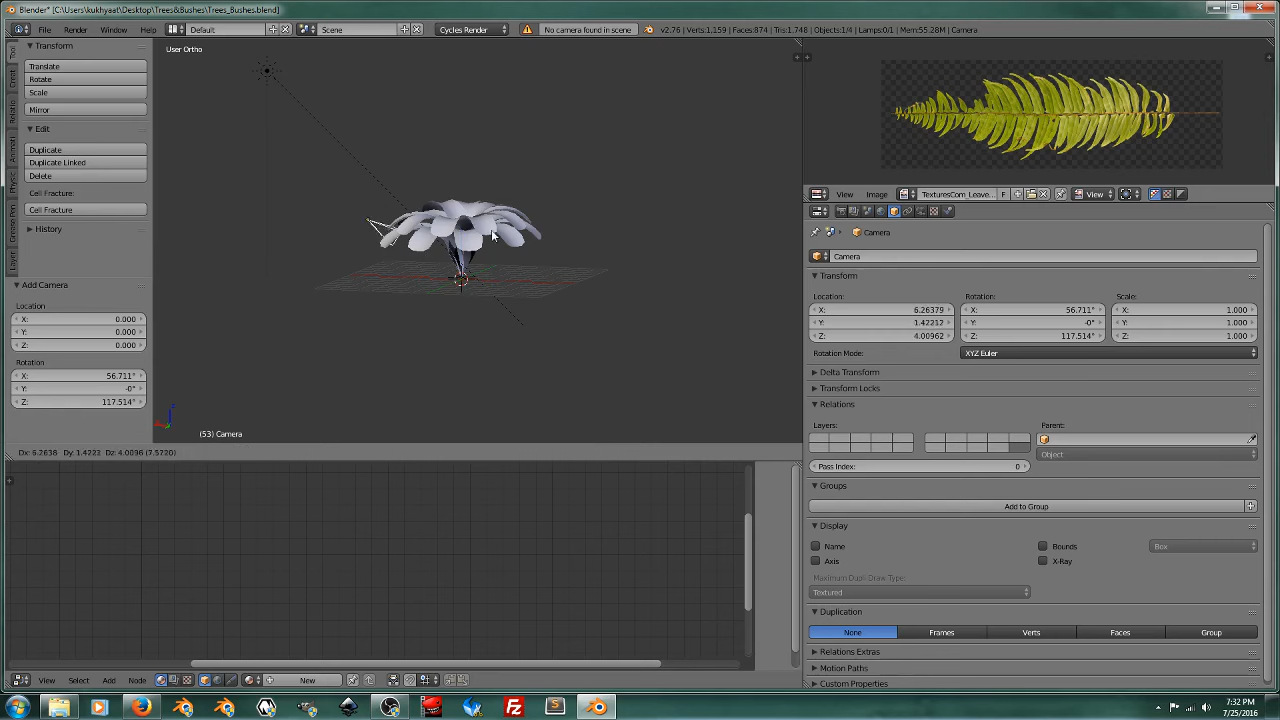 Blender* [C:\Users\kukhyaat\Desktop\Trees&Bushes\Trees_Bushes.blend]
File Render Window Help Default Scene Cycles Render No camera found in scene v2.76 | Verts:1,159 | Faces:874 | Tris:1,748 | Objects:1/4 | Lamps:0/1 | Mem:55.28M | Camera
Transform
Translate
Rotate
Scale
Mirror
Edit
Duplicate
Duplicate Linked
Delete
Cell Fracture:
Cell Fracture
History
Add Camera
Location
X: 0.000
Y: 0.000
Z: 0.000
Rotation
X: 56.711°
Y: -0°
Z: 117.514°
User Ortho
(53) Camera
Dx: 6.2638 Dy: 1.4223 Dz: 4.0096 (7.5720)
View Select Add Node New
View Image TexturesCom_Leave... F View
Camera
Camera
Transform
Location: Rotation: Scale:
X: 6.26379 X: 56.711° X: 1.000
Y: 1.42212 Y: -0° Y: 1.000
Z: 4.00962 Z: 117.514° Z: 1.000
Rotation Mode: XYZ Euler
Delta Transform
Transform Locks
Relations
Layers: Parent:
Object
Pass Index: 0
Groups
Add to Group
Display
Name Bounds Box
Axis X-Ray
Maximum Dupli Draw Type:
Textured
Duplication
None Frames Verts Faces Group
Relations Extras
Motion Paths
Custom Properties
7:32 PM
7/25/2016